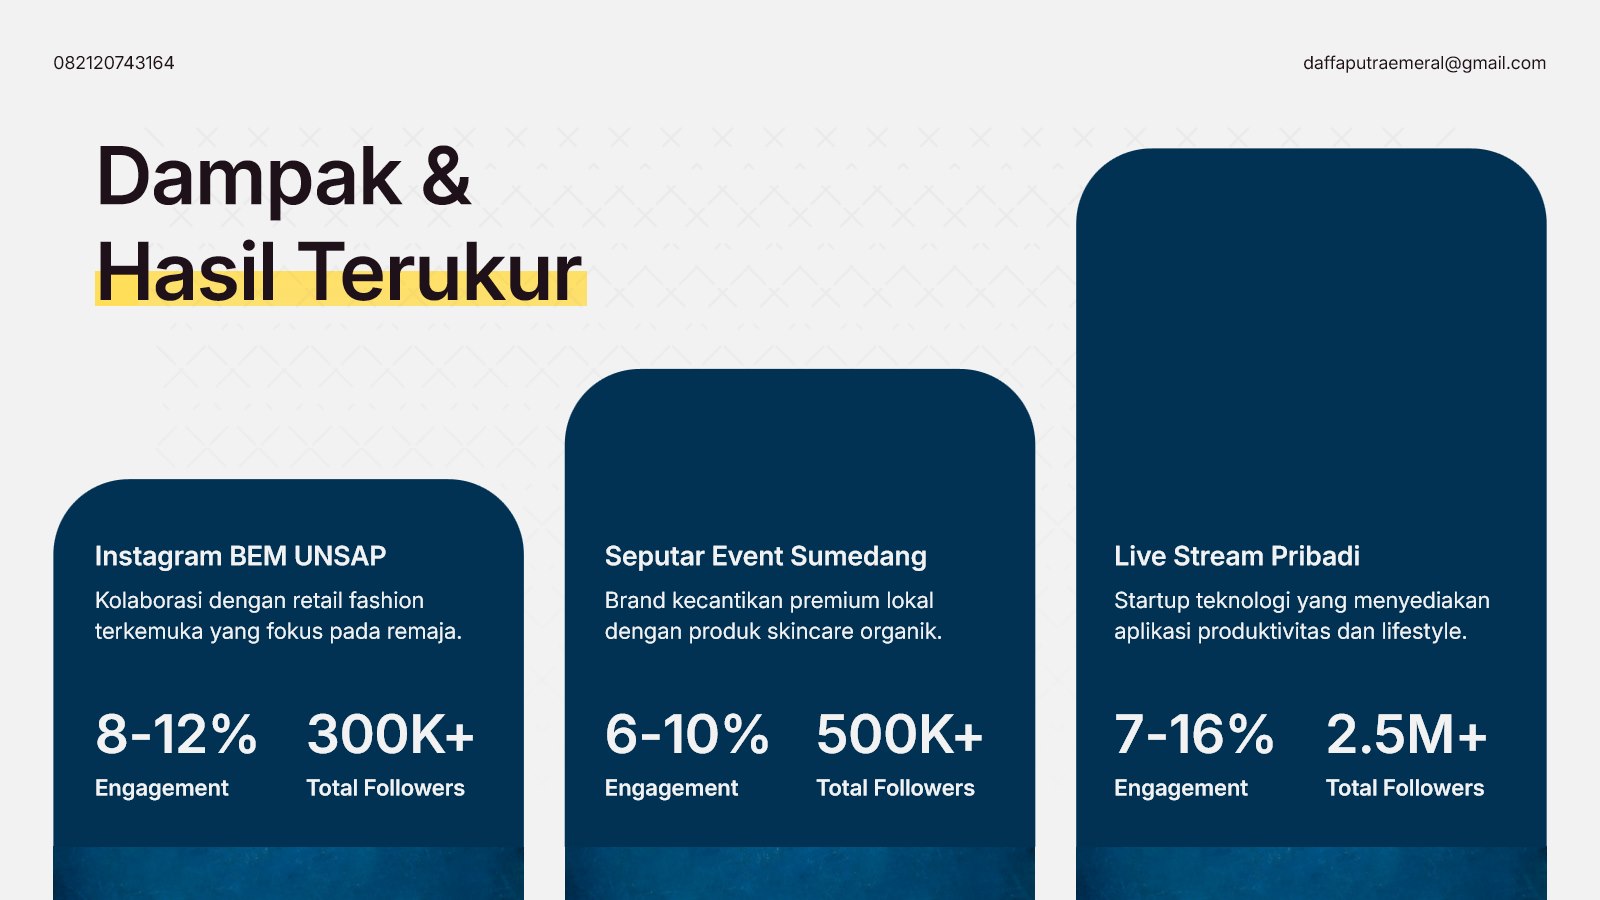 082120743164
daffaputraemeral@gmail.com
Dampak &
Hasil Terukur
Instagram BEM UNSAP
Kolaborasi dengan retail fashion
terkemuka yang fokus pada remaja.
8-12%
Engagement
300K+
Total Followers
Seputar Event Sumedang
Brand kecantikan premium lokal
dengan produk skincare organik.
6-10%
Engagement
500K+
Total Followers
Live Stream Pribadi
Startup teknologi yang menyediakan
aplikasi produktivitas dan lifestyle.
7-16%
Engagement
2.5M+
Total Followers